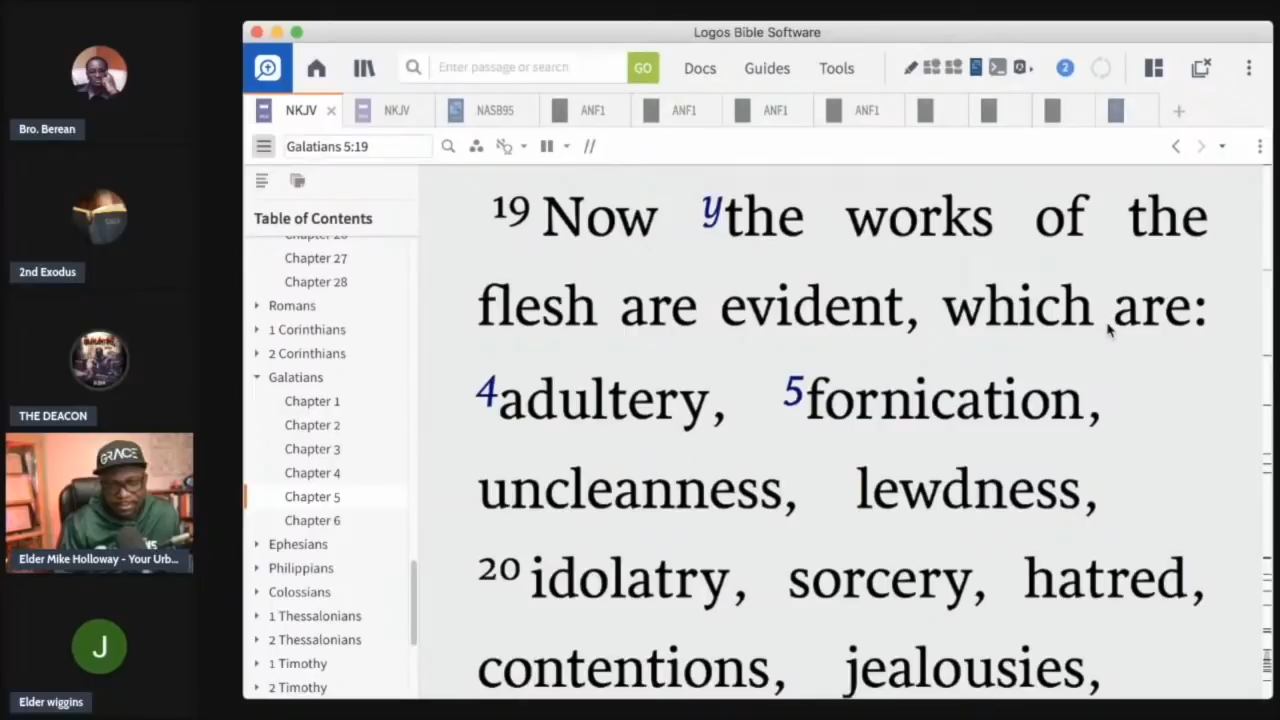 Bro. Berean
2nd Exodus
THE DEACON
GRACE
Elder Mike Holloway - Your Urb...
J
Elder wiggins
Logos Bible Software
Enter passage or search
GO
Docs
Guides
Tools
2
NKJV
NKJV
NASB95
ANF1
ANF1
ANF1
ANF1
Galatians 5:19
Table of Contents
Chapter 27
Chapter 28
Romans
1 Corinthians
2 Corinthians
Galatians
Chapter 1
Chapter 2
Chapter 3
Chapter 4
Chapter 5
Chapter 6
Ephesians
Philippians
Colossians
1 Thessalonians
2 Thessalonians
1 Timothy
2 Timothy
19 Now ythe works of the
flesh are evident, which are:
4adultery, 5fornication,
uncleanness, lewdness,
20 idolatry, sorcery, hatred,
contentions, jealousies,